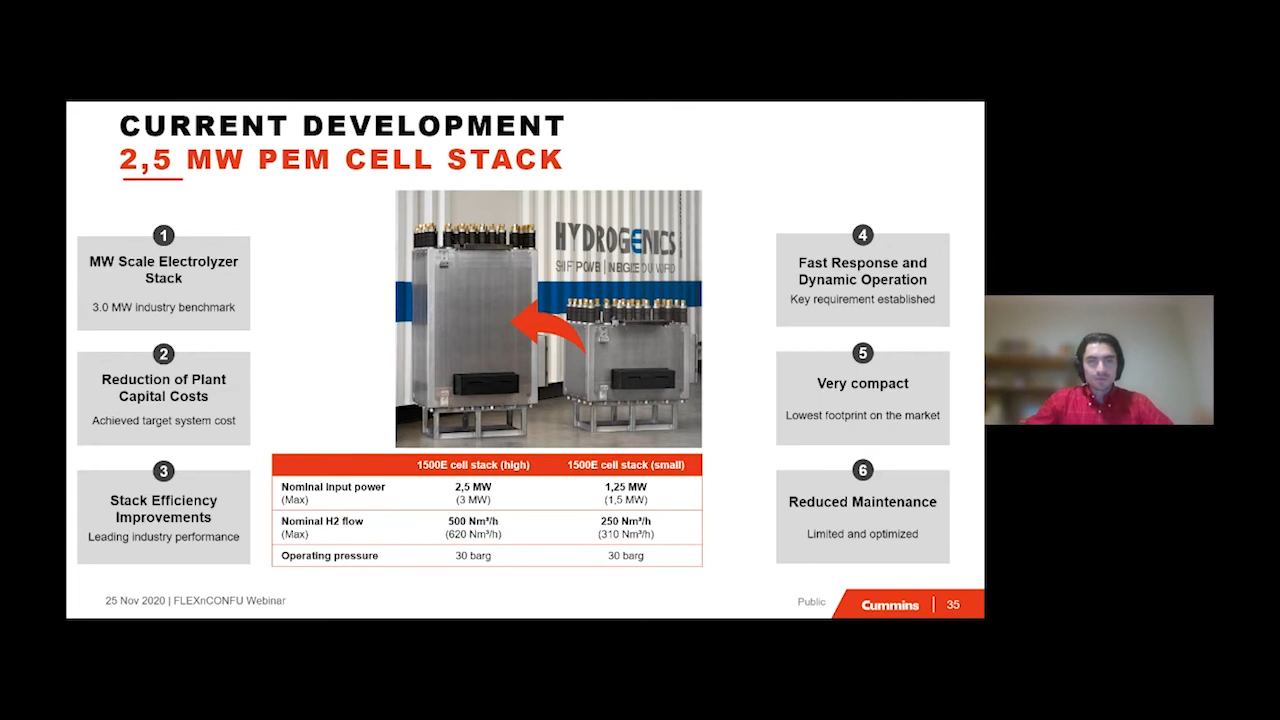 CURRENT DEVELOPMENT
2,5 MW PEM CELL STACK
1
MW Scale Electrolyzer
Stack
3.0 MW industry benchmark
2
Reduction of Plant
Capital Costs
Achieved target system cost
3
Stack Efficiency
Improvements
Leading industry performance
HYDROGENICS
4
Fast Response and
Dynamic Operation
Key requirement established
5
Very compact
Lowest footprint on the market
6
Reduced Maintenance
Limited and optimized
1500E cell stack (high) 1500E cell stack (small)
Nominal input power 2,5 MW 1,25 MW
(Max) (3 MW) (1,5 MW)
Nominal H2 flow 500 Nm³/h 250 Nm³/h
(Max) (620 Nm³/h) (310 Nm³/h)
Operating pressure 30 barg 30 barg
25 Nov 2020 | FLEXnCONFU Webinar
Public
Cummins
35